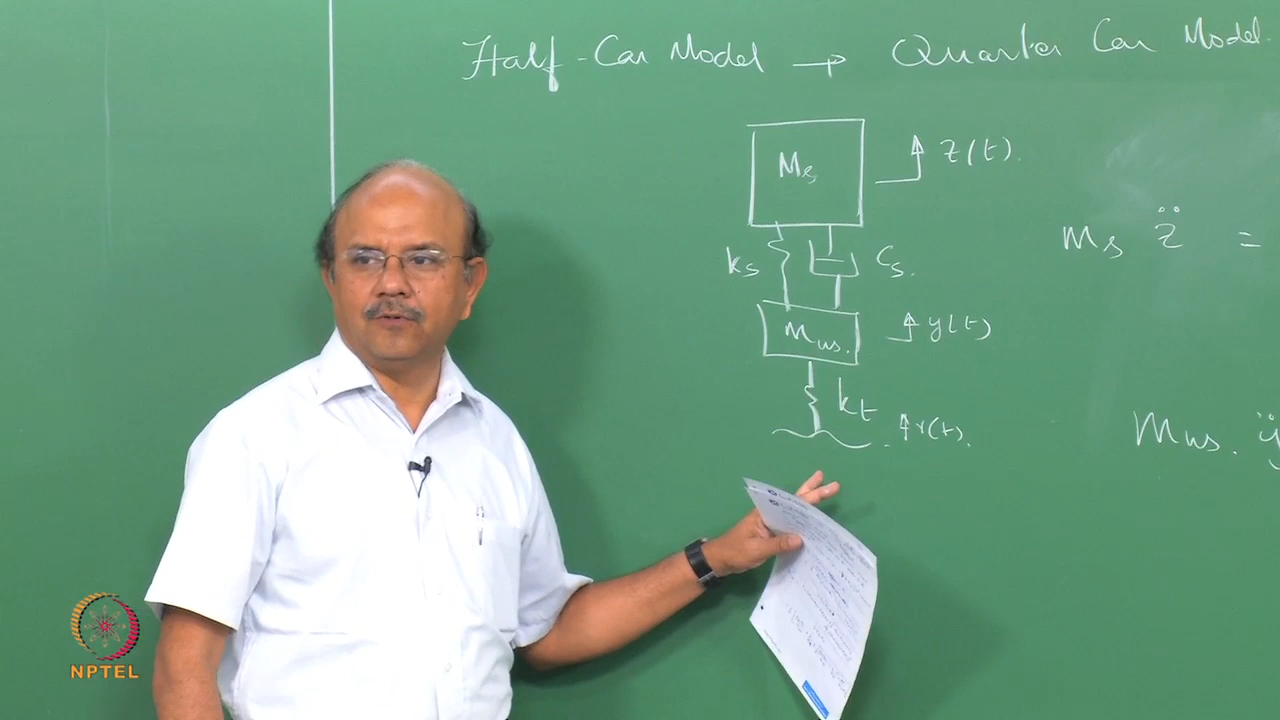 Half-Car Model → Quarter Car Model.
Ms
z(t).
ks
cs.
Ms z̈ =
Mus.
y(t)
kt
r(t).
Mus. ÿ
NPTEL